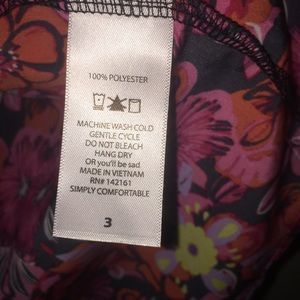 100% POLYESTER
MACHINE WASH COLD
GENTLE CYCLE
DO NOT BLEACH
HANG DRY
OR you'll be sad
MADE IN VIETNAM
RN# 142161
SIMPLY COMFORTABLE
3